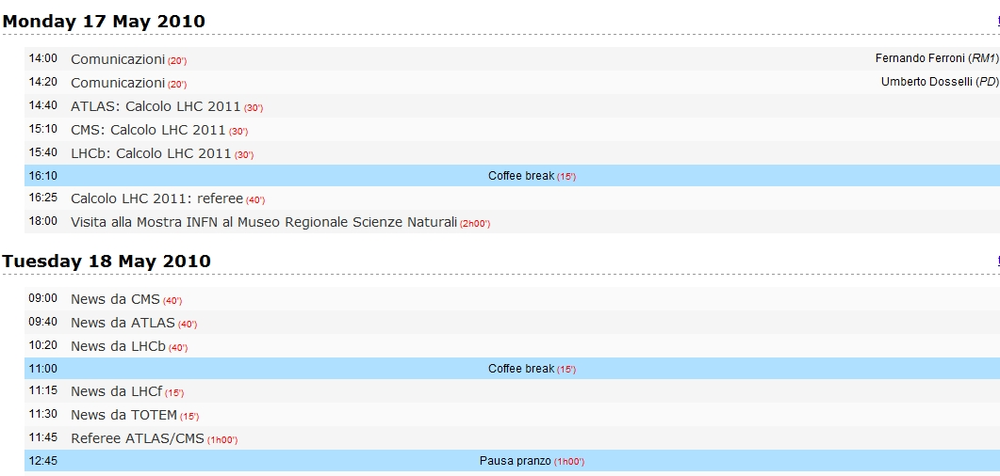 Monday 17 May 2010
14:00 Comunicazioni (20') Fernando Ferroni (RM1)
14:20 Comunicazioni (20') Umberto Dosselli (PD)
14:40 ATLAS: Calcolo LHC 2011 (30')
15:10 CMS: Calcolo LHC 2011 (30')
15:40 LHCb: Calcolo LHC 2011 (30')
16:10 Coffee break (15')
16:25 Calcolo LHC 2011: referee (40')
18:00 Visita alla Mostra INFN al Museo Regionale Scienze Naturali (2h00')
Tuesday 18 May 2010
09:00 News da CMS (40')
09:40 News da ATLAS (40')
10:20 News da LHCb (40')
11:00 Coffee break (15')
11:15 News da LHCf (15')
11:30 News da TOTEM (15')
11:45 Referee ATLAS/CMS (1h00')
12:45 Pausa pranzo (1h00')